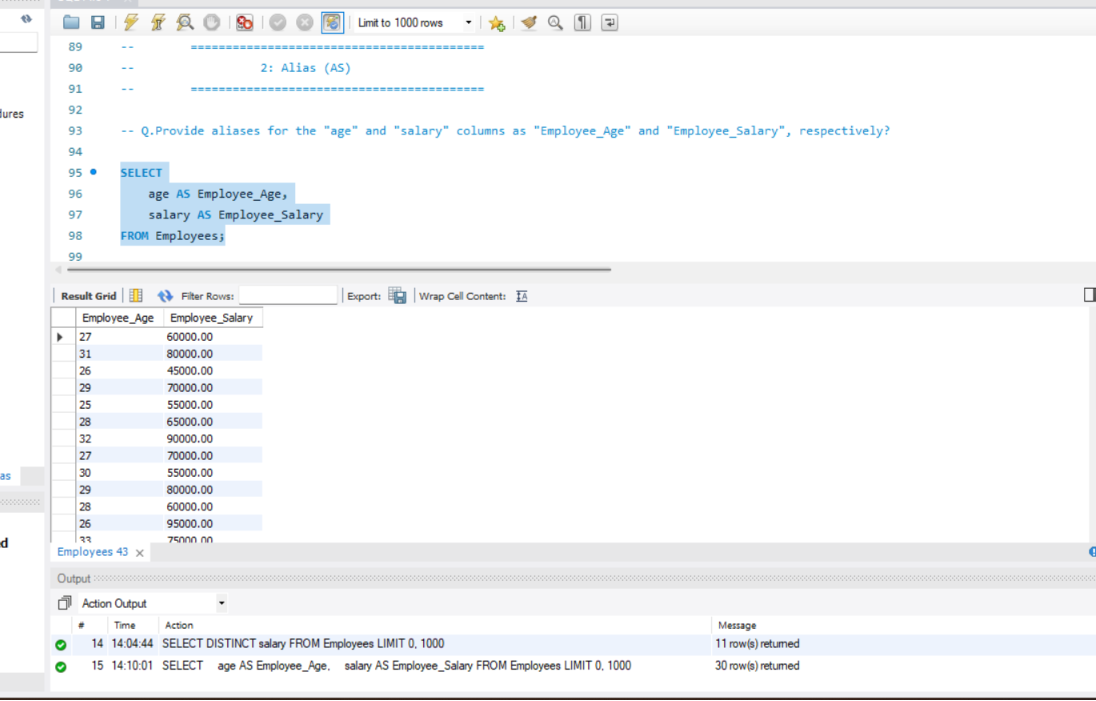 Limit to 1000 rows
89 -- ==========================================
90 -- 2: Alias (AS)
91 -- ==========================================
92
dures
93 -- Q.Provide aliases for the "age" and "salary" columns as "Employee_Age" and "Employee_Salary", respectively?
94
95 SELECT
96 age AS Employee_Age,
97 salary AS Employee_Salary
98 FROM Employees;
99
Result Grid Filter Rows: Export: Wrap Cell Content: IA
Employee_Age Employee_Salary
27 60000.00
31 80000.00
26 45000.00
29 70000.00
25 55000.00
28 65000.00
32 90000.00
27 70000.00
30 55000.00
as
29 80000.00
28 60000.00
26 95000.00
33 75000.00
Employees 43
Output
Action Output
# Time Action Message
14 14:04:44 SELECT DISTINCT salary FROM Employees LIMIT 0, 1000 11 row(s) returned
15 14:10:01 SELECT age AS Employee_Age, salary AS Employee_Salary FROM Employees LIMIT 0, 1000 30 row(s) returned